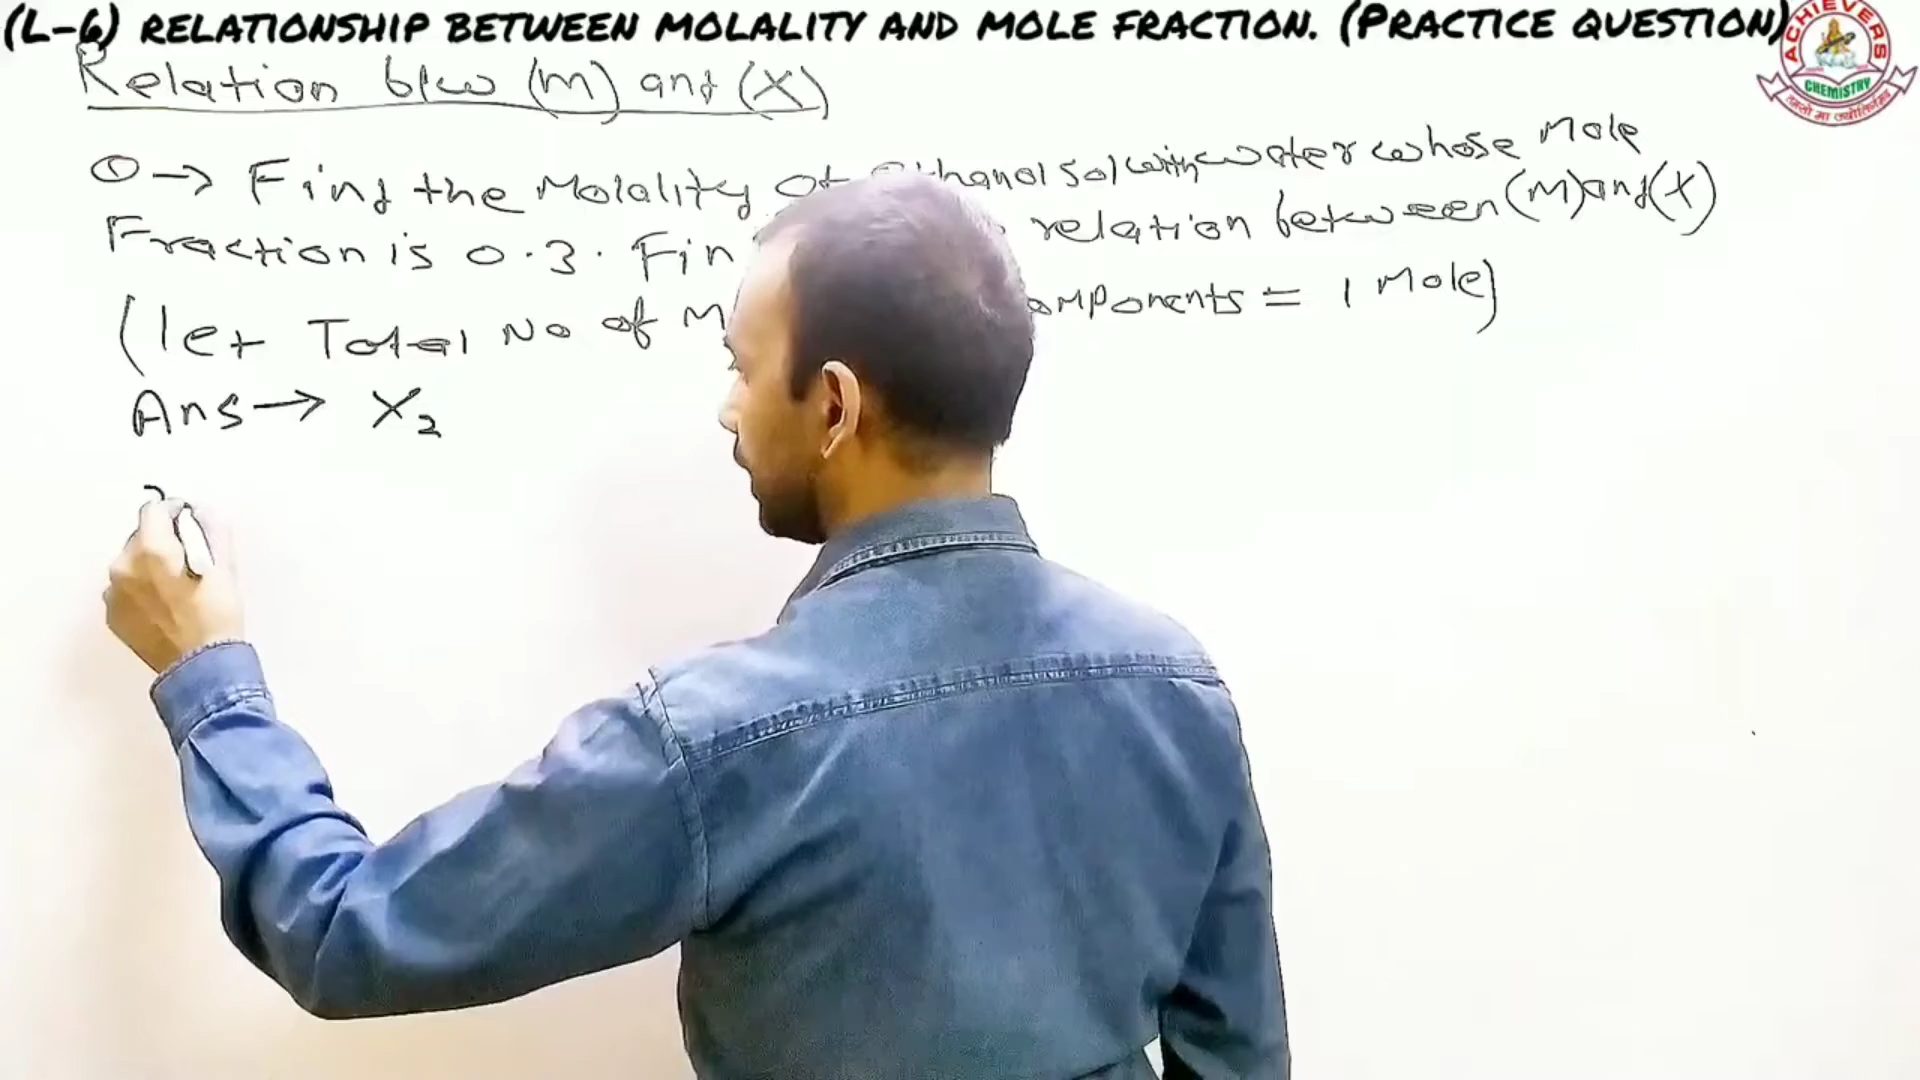 (L-6) RELATIONSHIP BETWEEN MOLALITY AND MOLE FRACTION. (PRACTICE QUESTION)
ACHIEVERS
CHEMISTRY
तमसो मा ज्योतिर्गमय
Relation b/w (m) and (X)
① → Find the Molality of Ethanol sol with water whose Mole
Fraction is 0.3. Fin relation between (m) and (X)
(let Total No of M omponents = 1 Mole)
Ans → X2